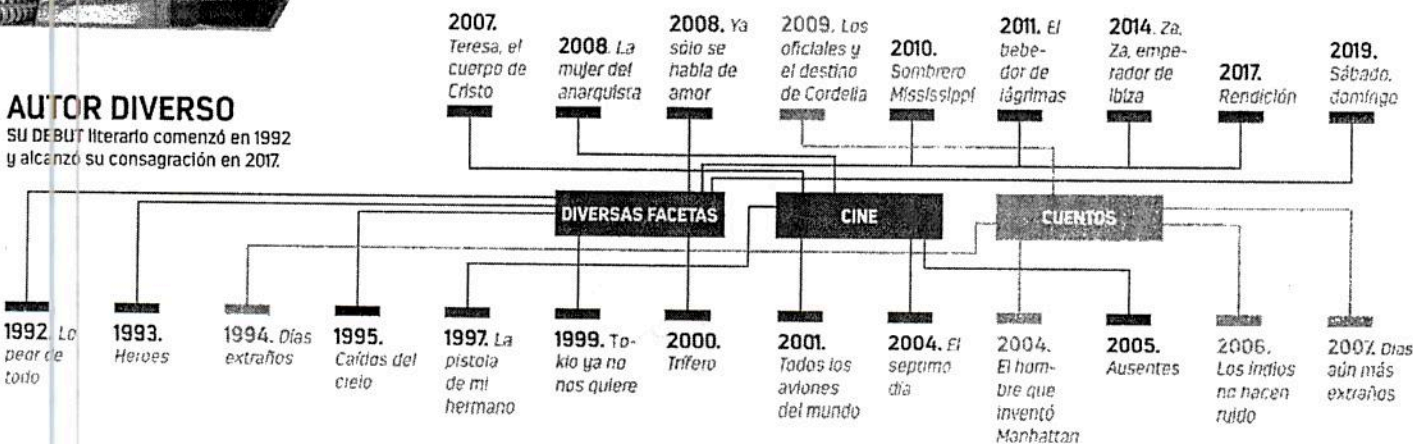 AUTOR DIVERSO
SU DEBUT literario comenzó en 1992
y alcanzó su consagración en 2017.
2007.
Teresa, el
cuerpo de
Cristo
2008. La
mujer del
anarquista
2008. Ya
sólo se
habla de
amor
2009. Los
oficiales y
el destino
de Cordelia
2010.
Sombrero
Mississippi
2011. El
bebe-
dor de
lágrimas
2014. Za,
Za, empe-
rador de
Ibiza
2017.
Rendición
2019.
Sábado,
domingo
DIVERSAS FACETAS
CINE
CUENTOS
1992. Lo
peor de
todo
1993.
Heroes
1994. Días
extraños
1995.
Caídos del
cielo
1997. La
pistola
de mi
hermano
1999. To-
kio ya no
nos quiere
2000.
Trífero
2001.
Todos los
aviones
del mundo
2004. El
septimo
día
2004.
El hom-
bre que
inventó
Manhattan
2005.
Ausentes
2006.
Los indios
no hacen
ruido
2007. Días
aún más
extraños